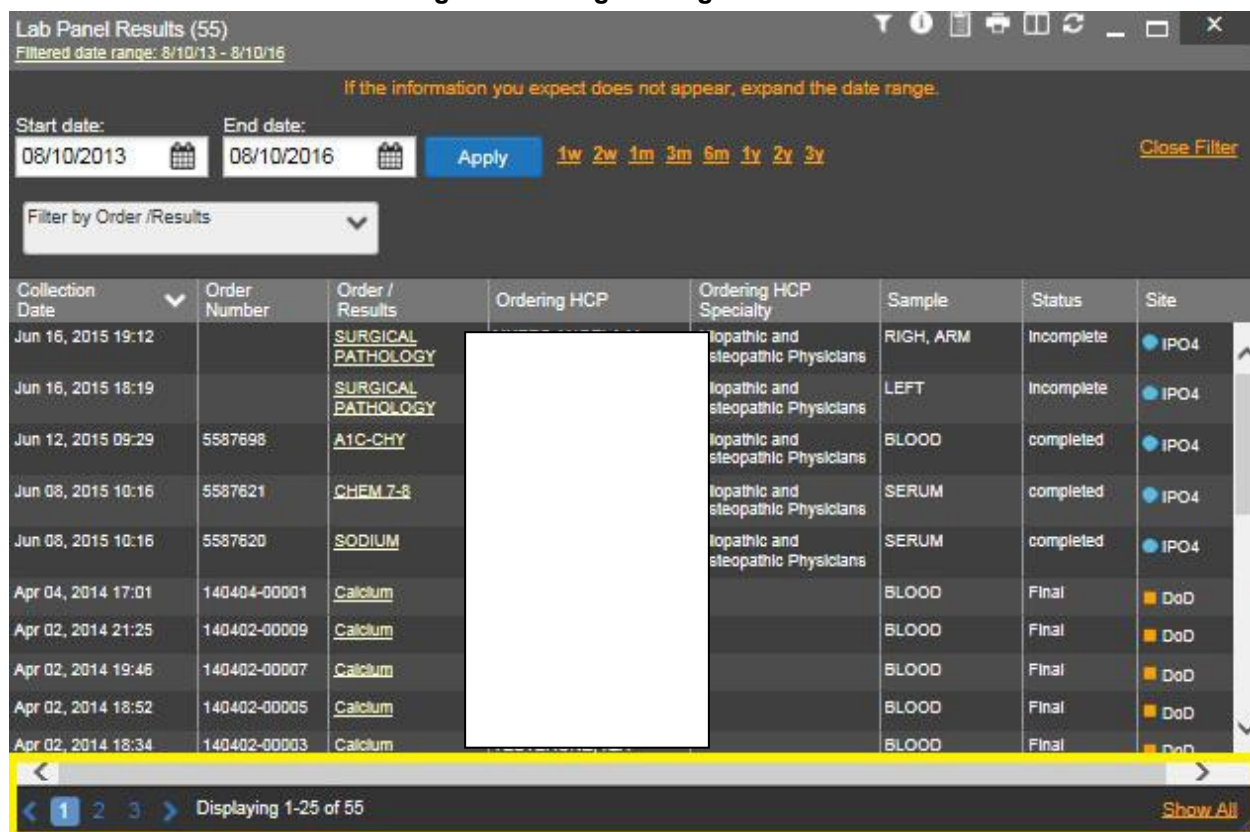 Lab Panel Results (55)
Filtered date range: 8/10/13 - 8/10/16
If the information you expect does not appear, expand the date range.
Start date:
End date:
08/10/2013
08/10/2016
Apply
1w 2w 1m 3m 6m 1y 2y 3y
Close Filter
Filter by Order /Results
Collection Date
Order Number
Order / Results
Ordering HCP
Ordering HCP Specialty
Sample
Status
Site
Jun 16, 2015 19:12 SURGICAL PATHOLOGY and Physicians RIGH, ARM Incomplete IPO4
Jun 16, 2015 18:19 SURGICAL PATHOLOGY and Physicians LEFT Incomplete IPO4
Jun 12, 2015 09:29 5587698 A1C-CHY and Physicians BLOOD completed IPO4
Jun 08, 2015 10:16 5587621 CHEM 7-8 and Physicians SERUM completed IPO4
Jun 08, 2015 10:16 5587620 SODIUM and Physicians SERUM completed IPO4
Apr 04, 2014 17:01 140404-00001 Calcium BLOOD Final DoD
Apr 02, 2014 21:25 140402-00009 Calcium BLOOD Final DoD
Apr 02, 2014 19:46 140402-00007 Calcium BLOOD Final DoD
Apr 02, 2014 18:52 140402-00005 Calcium BLOOD Final DoD
Apr 02, 2014 18:34 140402-00003 Calcium BLOOD Final DoD
1 2 3 Displaying 1-25 of 55
Show All